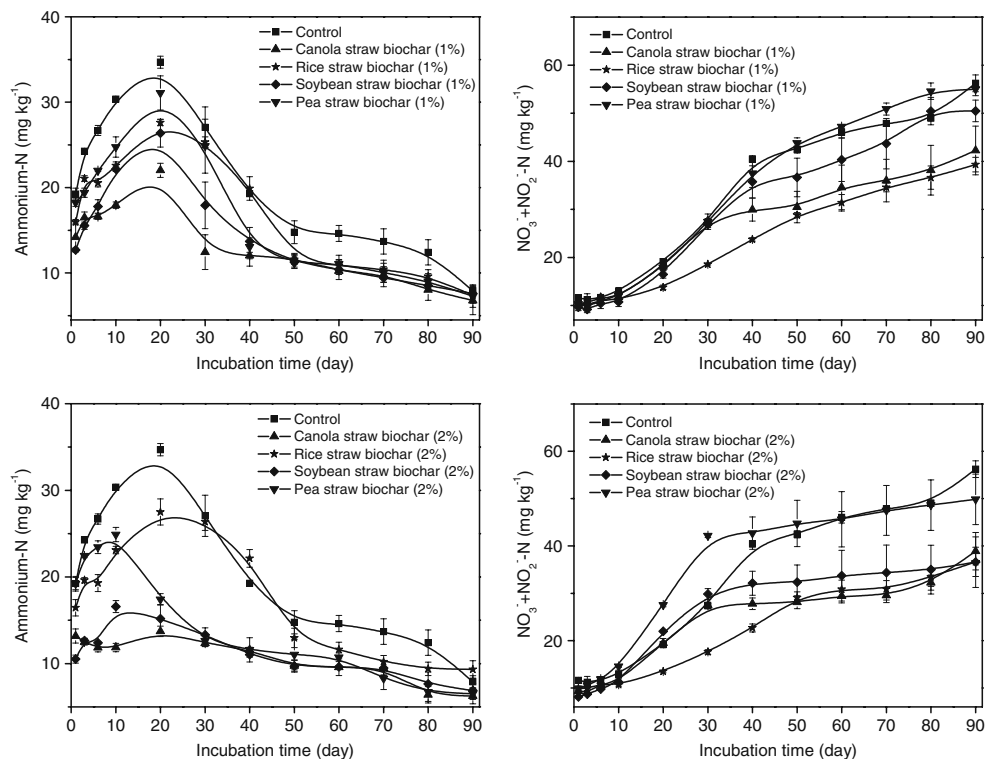 Ammonium-N (mg kg⁻¹)
40
30
20
10
Control
Canola straw biochar (1%)
Rice straw biochar (1%)
Soybean straw biochar (1%)
Pea straw biochar (1%)
0 10 20 30 40 50 60 70 80 90
Incubation time (day)
NO₃⁻+NO₂⁻-N (mg kg⁻¹)
60
40
20
Control
Canola straw biochar (1%)
Rice straw biochar (1%)
Soybean straw biochar (1%)
Pea straw biochar (1%)
0 10 20 30 40 50 60 70 80 90
Incubation time (day)
Ammonium-N (mg kg⁻¹)
40
30
20
10
Control
Canola straw biochar (2%)
Rice straw biochar (2%)
Soybean straw biochar (2%)
Pea straw biochar (2%)
0 10 20 30 40 50 60 70 80 90
Incubation time (day)
NO₃⁻+NO₂⁻-N (mg kg⁻¹)
60
40
20
Control
Canola straw biochar (2%)
Rice straw biochar (2%)
Soybean straw biochar (2%)
Pea straw biochar (2%)
0 10 20 30 40 50 60 70 80 90
Incubation time (day)